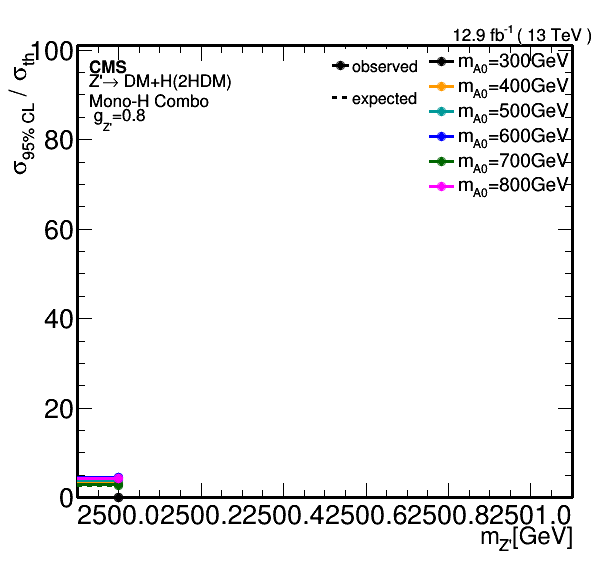 12.9 fb-1 ( 13 TeV )
σ95% CL / σth
100
80
60
40
20
0
CMS
Z'→ DM+H(2HDM)
Mono-H Combo
gZ'=0.8
observed
expected
mA0=300GeV
mA0=400GeV
mA0=500GeV
mA0=600GeV
mA0=700GeV
mA0=800GeV
2500.02500.22500.42500.62500.82501.0
mZ'[GeV]